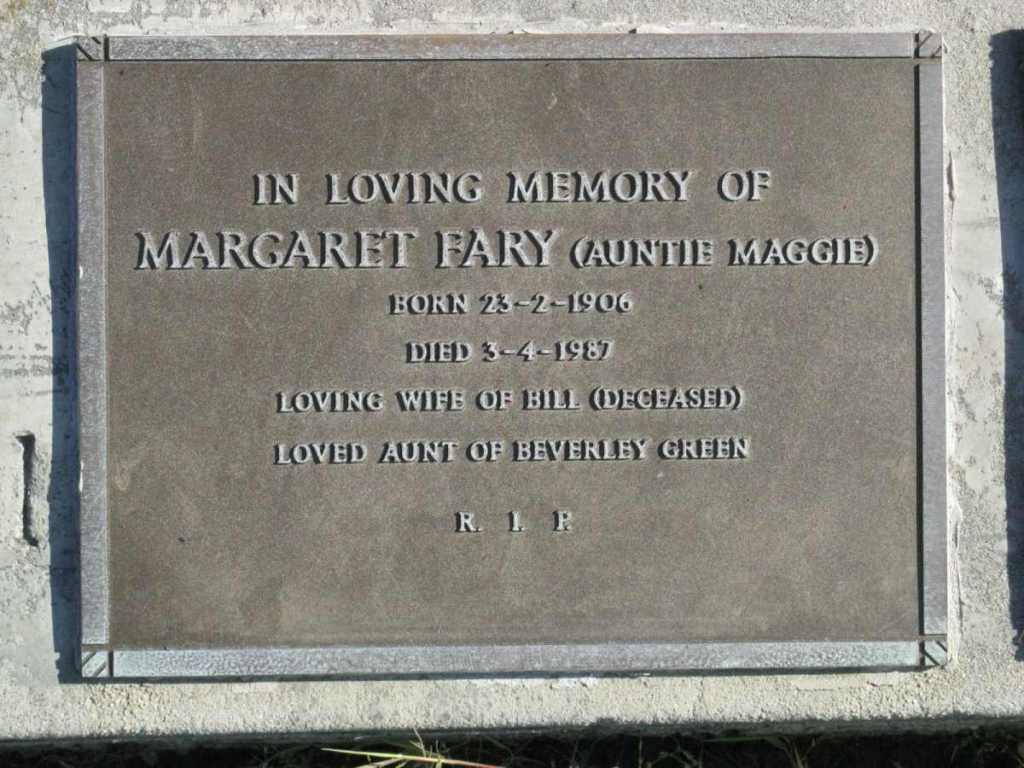 IN LOVING MEMORY OF
MARGARET FARY (AUNTIE MAGGIE)
BORN 23-2-1906
DIED 3-4-1987
LOVING WIFE OF BILL (DECEASED)
LOVED AUNT OF BEVERLEY GREEN
R. I. P.